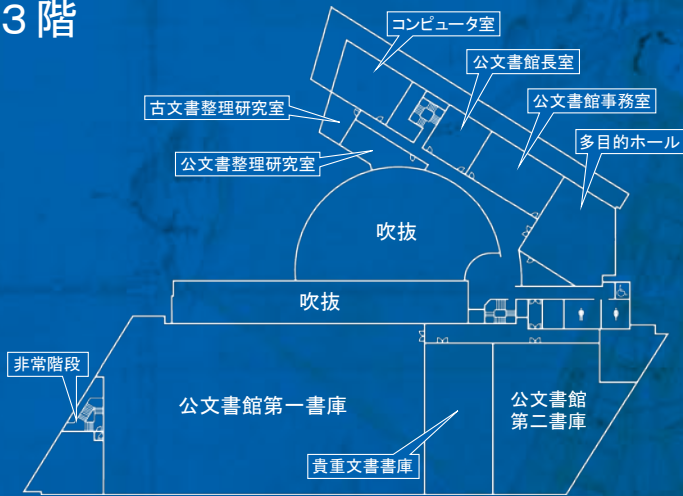 3階
コンピュータ室
公文書館長室
公文書館事務室
多目的ホール
古文書整理研究室
公文書整理研究室
吹抜
吹抜
非常階段
公文書館第一書庫
公文書館
第二書庫
貴重文書書庫